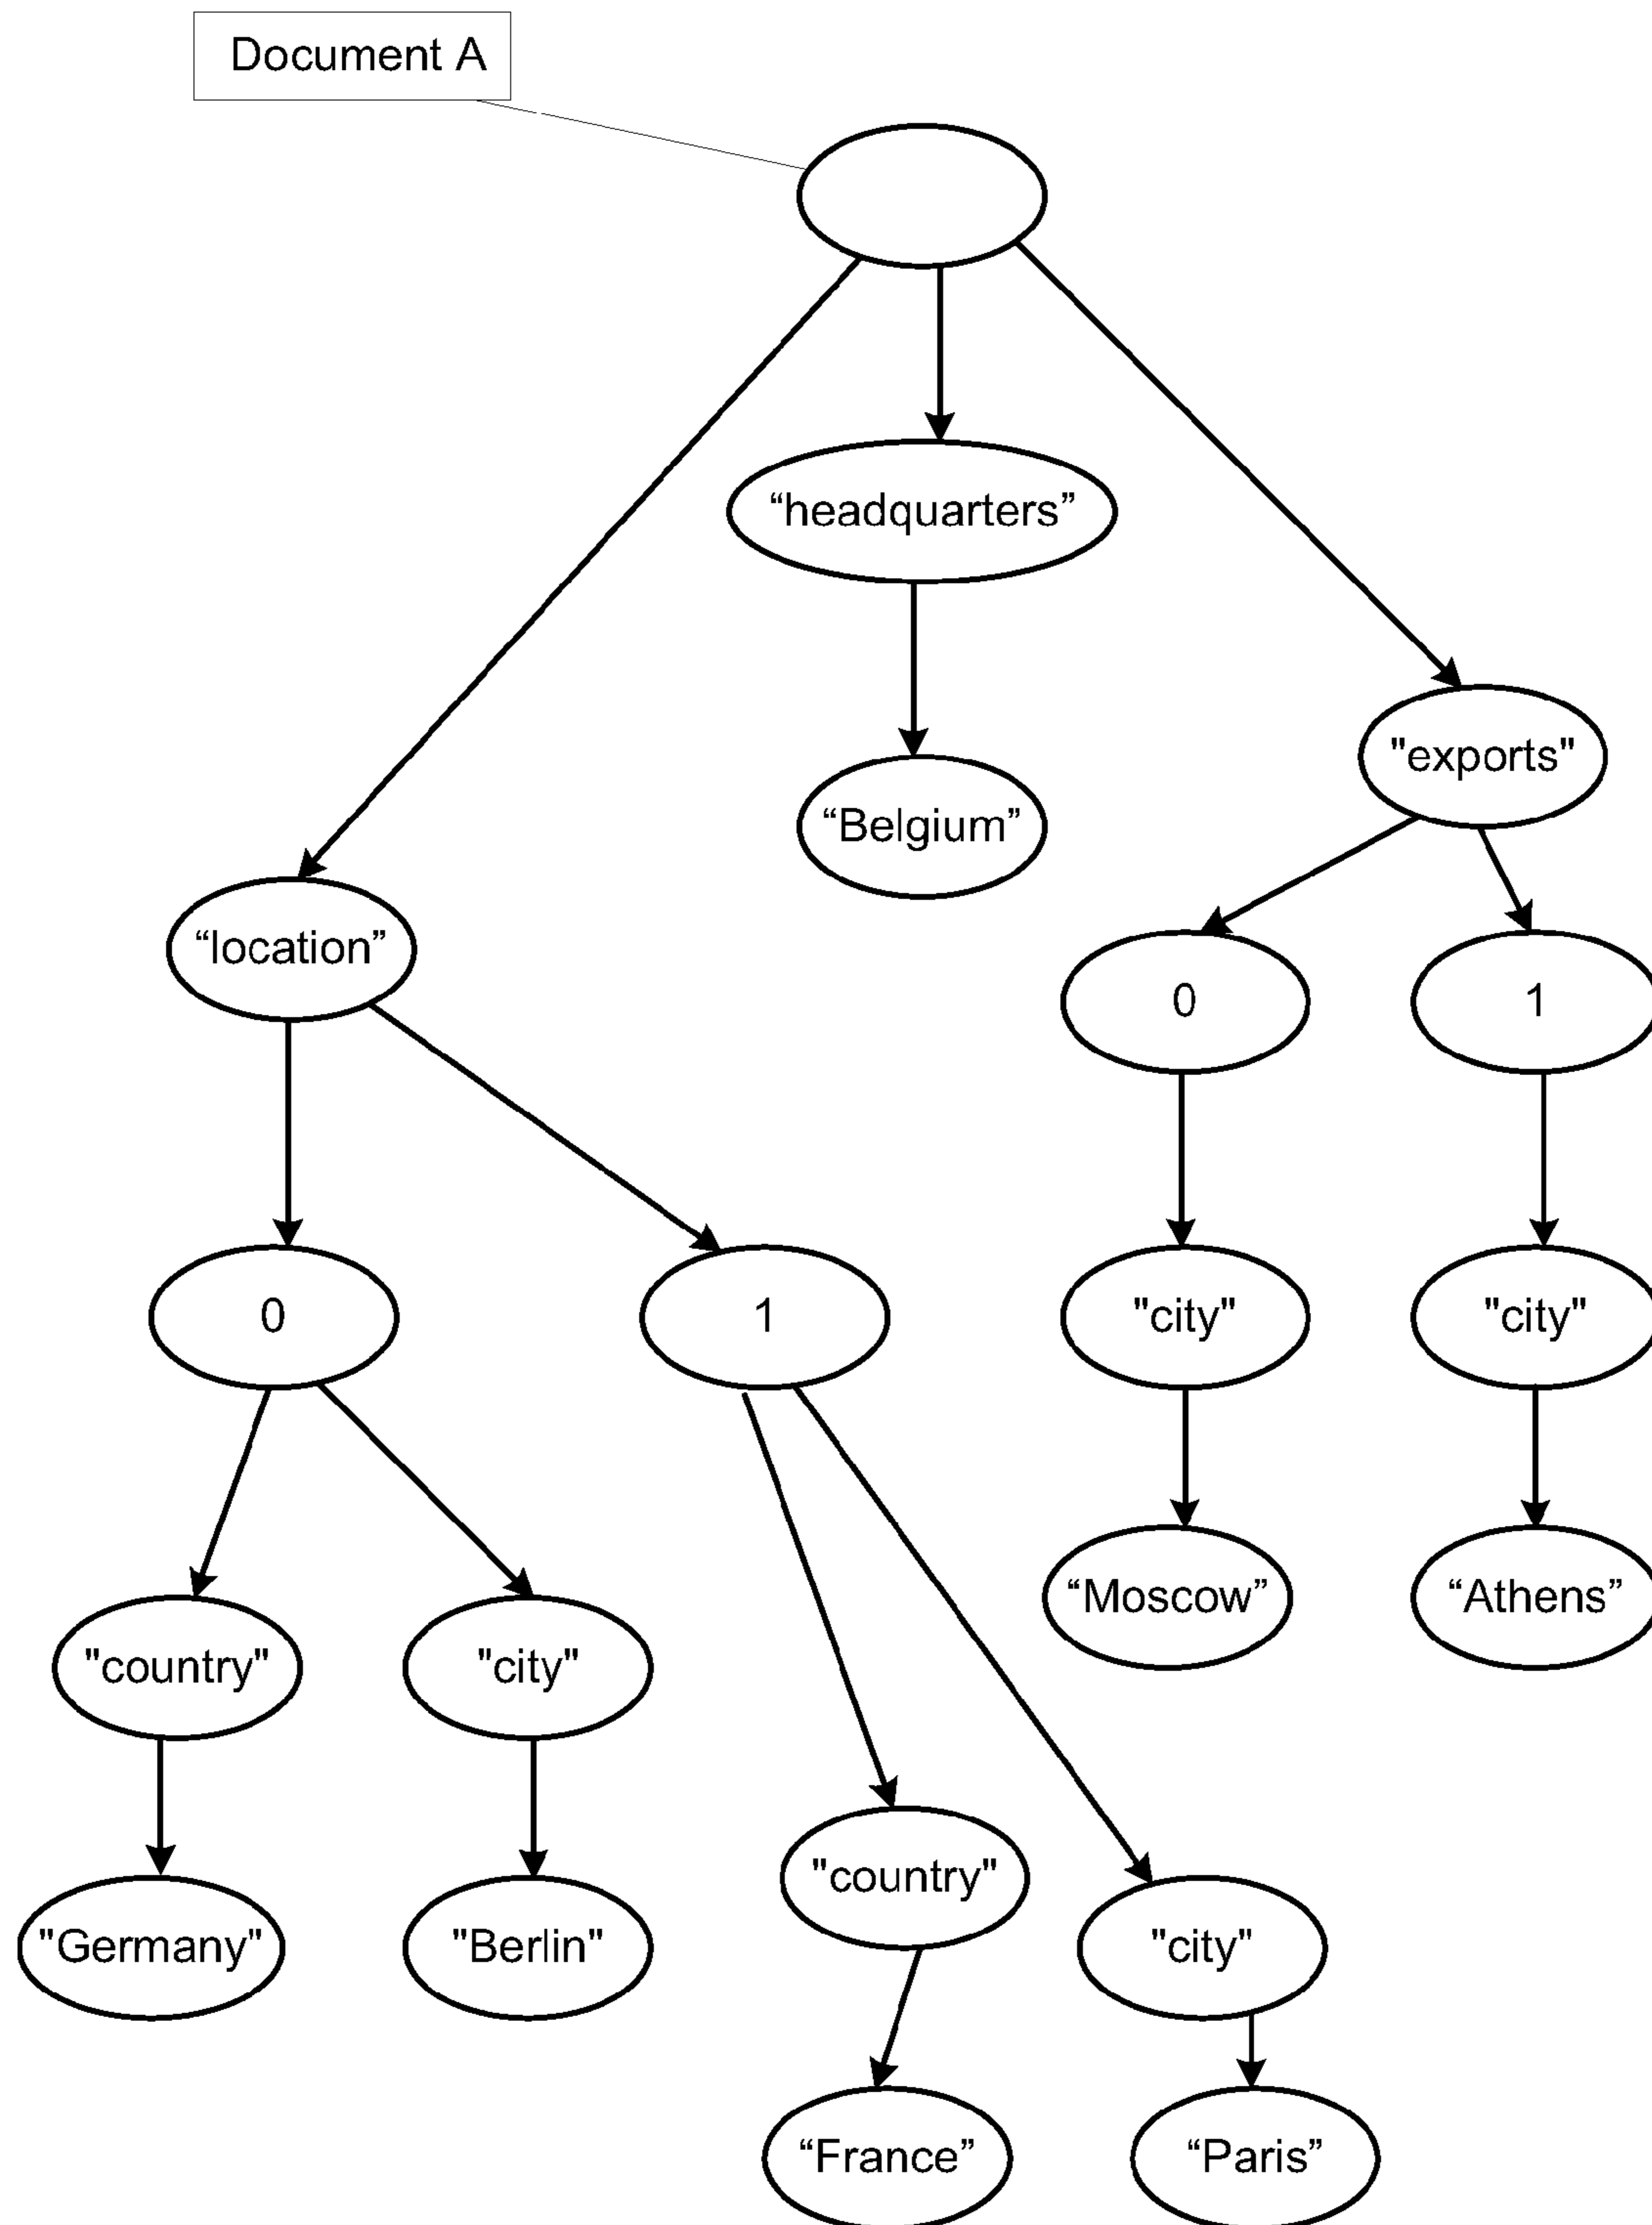 Document A
“headquarters”
"exports"
“Belgium”
“location”
0
1
0
1
"city"
"city"
“Moscow”
“Athens”
"country"
"city"
"country"
"Germany"
"Berlin"
"city"
“France”
“Paris”